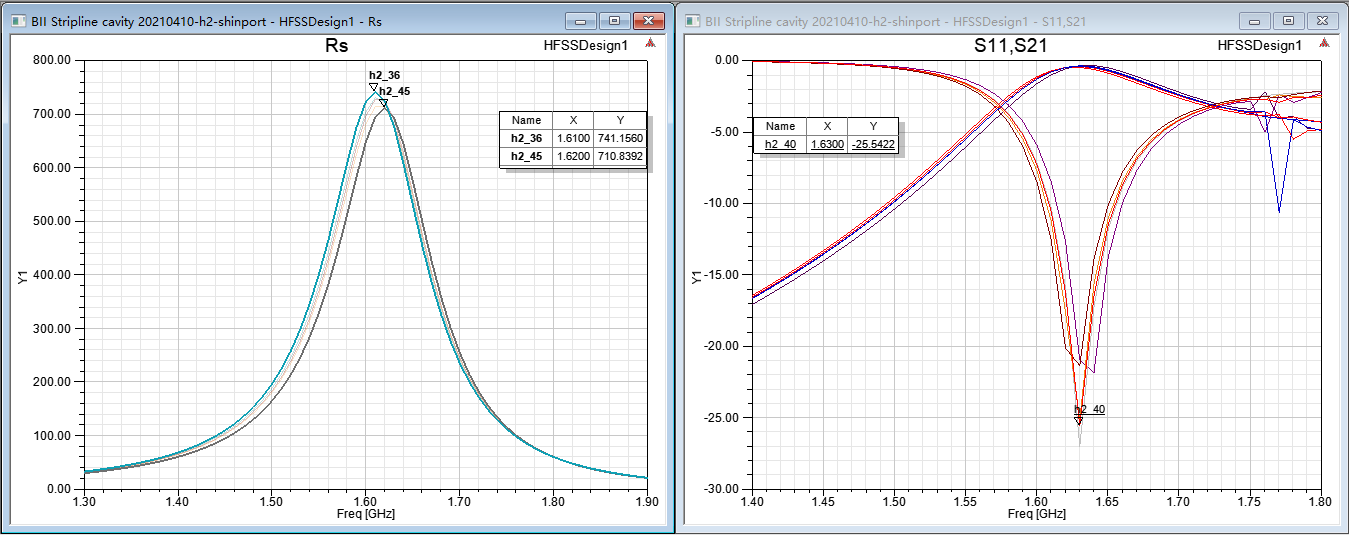 BII Stripline cavity 20210410-h2-shinport - HFSSDesign1 - Rs
Rs
HFSSDesign1
800.00
700.00
600.00
500.00
400.00
300.00
200.00
100.00
0.00
Y1
h2_36
h2_45
Name X Y
h2_36 1.6100 741.1560
h2_45 1.6200 710.8392
1.30 1.40 1.50 1.60 1.70 1.80 1.90
Freq [GHz]
BII Stripline cavity 20210410-h2-shinport - HFSSDesign1 - S11,S21
S11,S21
HFSSDesign1
0.00
-5.00
-10.00
-15.00
-20.00
-25.00
-30.00
Y1
Name X Y
h2_40 1.6300 -25.5422
h2_40
1.40 1.45 1.50 1.55 1.60 1.65 1.70 1.75 1.80
Freq [GHz]